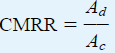 CMRR = A_d / A_c